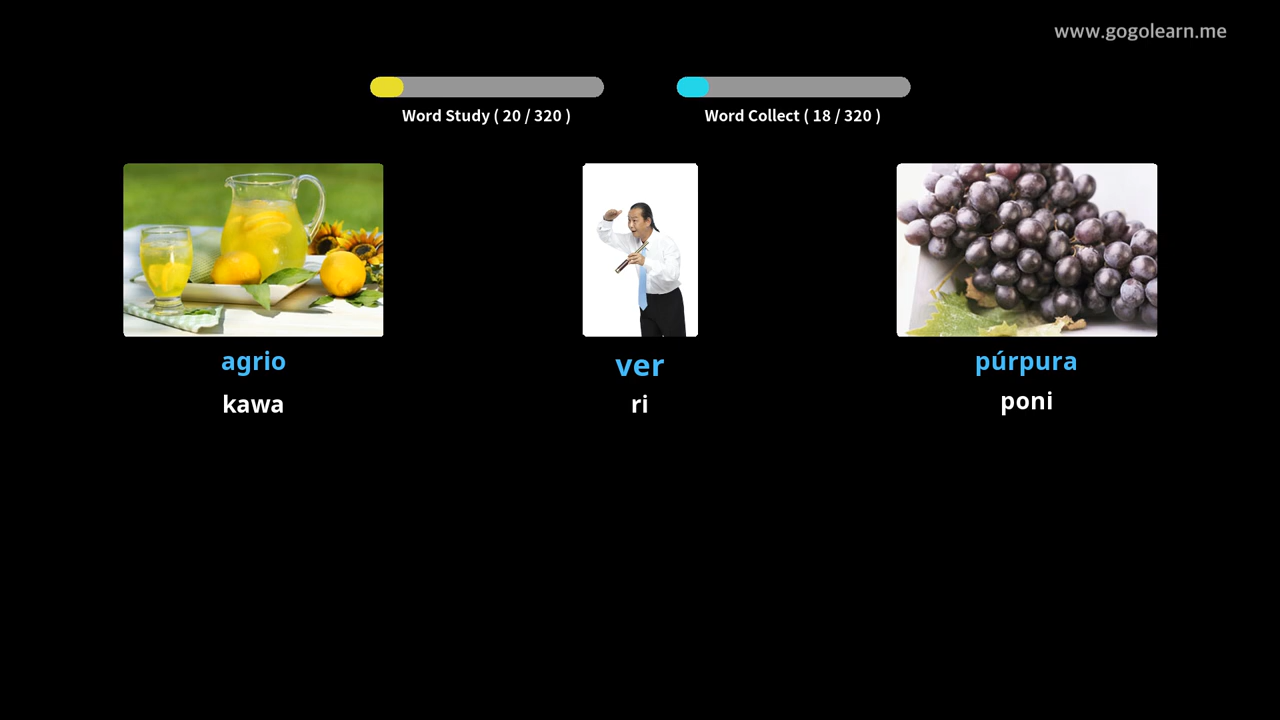 www.gogolearn.me
Word Study ( 20 / 320 )
Word Collect ( 18 / 320 )
agrio
kawa
ver
ri
púrpura
poni